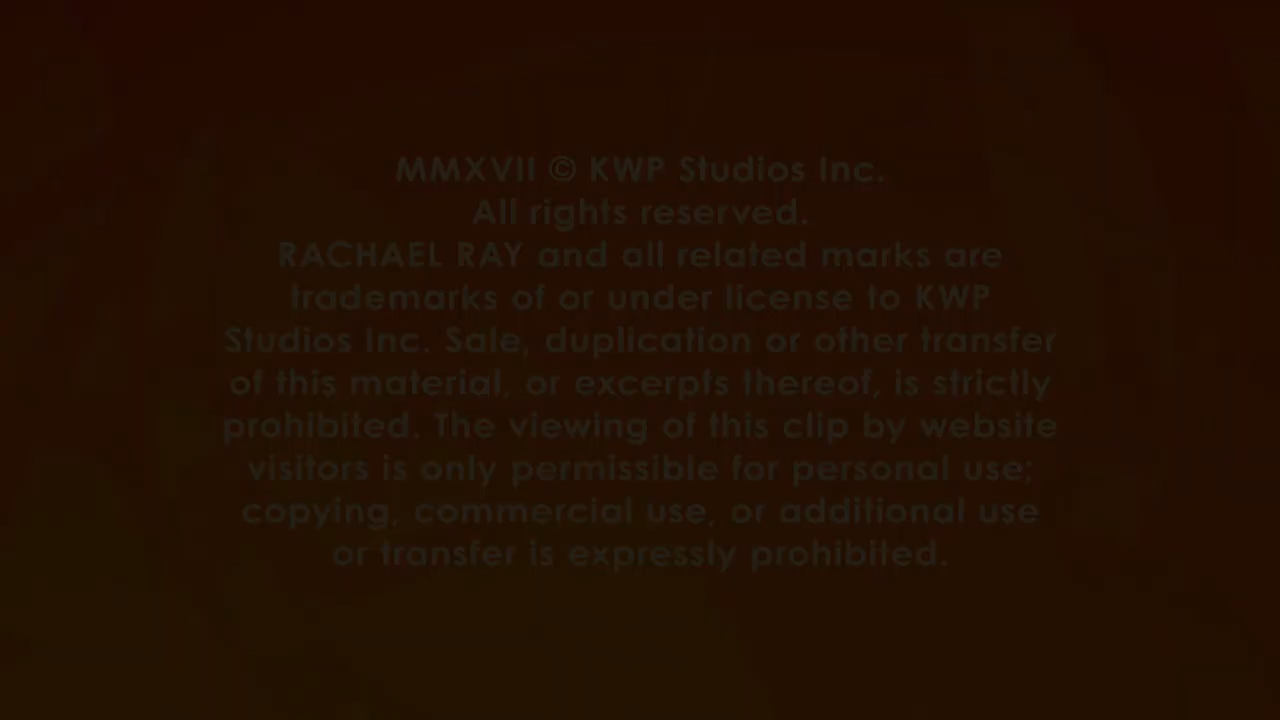 MMXVII © KWP Studios Inc.
All rights reserved.
RACHAEL RAY and all related marks are
trademarks of or under license to KWP
Studios Inc. Sale, duplication or other transfer
of this material, or excerpts thereof, is strictly
prohibited. The viewing of this clip by website
visitors is only permissible for personal use;
copying, commercial use, or additional use
or transfer is expressly prohibited.